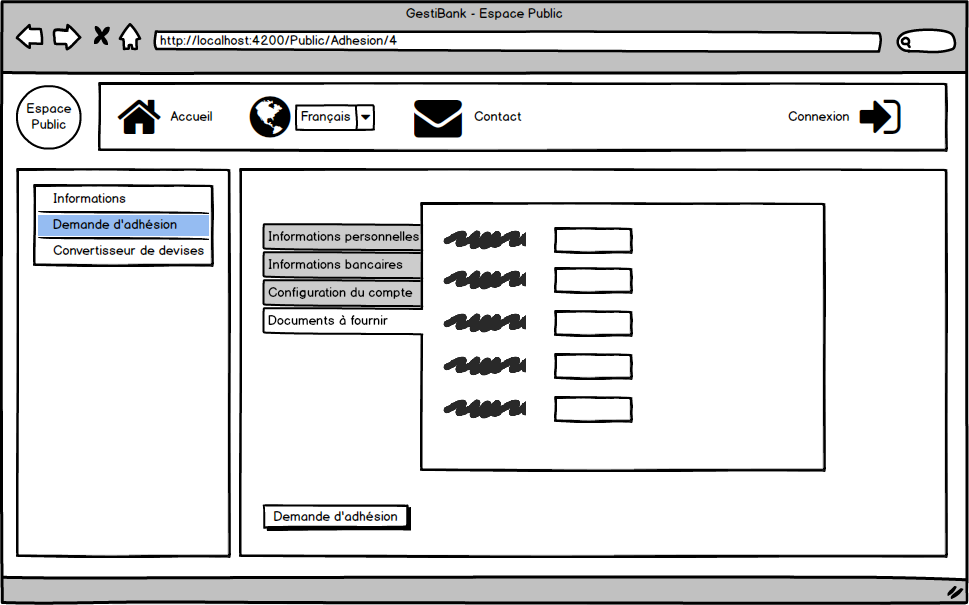 GestiBank - Espace Public
http://localhost:4200/Public/Adhesion/4
Espace
Public
Accueil
Français
Contact
Connexion
Informations
Demande d'adhésion
Convertisseur de devises
Informations personnelles
Informations bancaires
Configuration du compte
Documents à fournir
Demande d'adhésion